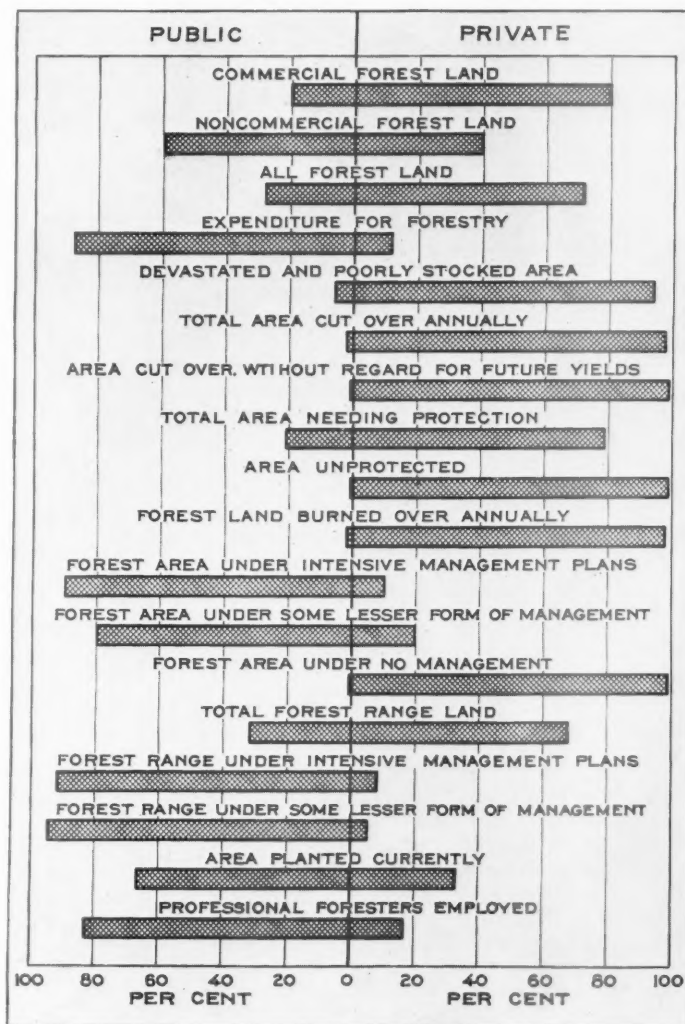 PUBLIC PRIVATE
COMMERCIAL FOREST LAND
NONCOMMERCIAL FOREST LAND
ALL FOREST LAND
EXPENDITURE FOR FORESTRY
DEVASTATED AND POORLY STOCKED AREA
TOTAL AREA CUT OVER ANNUALLY
AREA CUT OVER. WTIHOUT REGARD FOR FUTURE YIELDS
TOTAL AREA NEEDING PROTECTION
AREA UNPROTECTED
FOREST LAND BURNED OVER ANNUALLY
FOREST AREA UNDER INTENSIVE MANAGEMENT PLANS
FOREST AREA UNDER SOME LESSER FORM OF MANAGEMENT
FOREST AREA UNDER NO MANAGEMENT
TOTAL FOREST RANGE LAND
FOREST RANGE UNDER INTENSIVE MANAGEMENT PLANS
FOREST RANGE UNDER SOME LESSER FORM OF MANAGEMENT
AREA PLANTED CURRENTLY
PROFESSIONAL FORESTERS EMPLOYED
100 80 60 40 20 0 20 40 60 80 100
PER CENT PER CENT